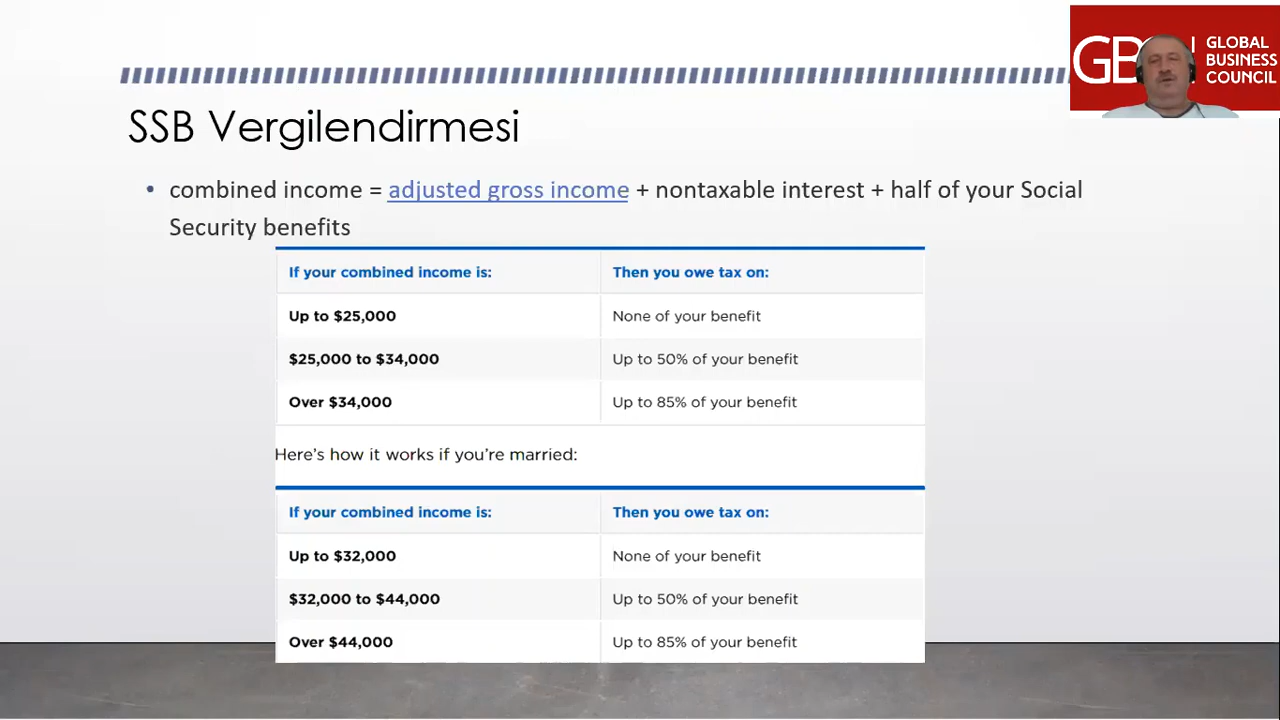 GLOBAL
BUSINESS
COUNCIL
SSB Vergilendirmesi
• combined income = adjusted gross income + nontaxable interest + half of your Social
Security benefits
If your combined income is: Then you owe tax on:
Up to $25,000 None of your benefit
$25,000 to $34,000 Up to 50% of your benefit
Over $34,000 Up to 85% of your benefit
Here's how it works if you're married:
If your combined income is: Then you owe tax on:
Up to $32,000 None of your benefit
$32,000 to $44,000 Up to 50% of your benefit
Over $44,000 Up to 85% of your benefit